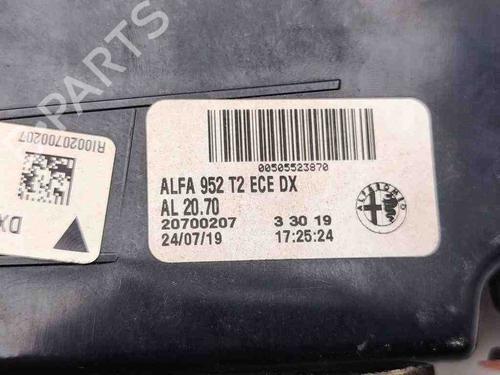 PARTS
00505523870
ALFA 952 T2 ECE DX
AL 20.70
20700207 3 30 19
24/07/19 17:25:24
R10020700207
DX